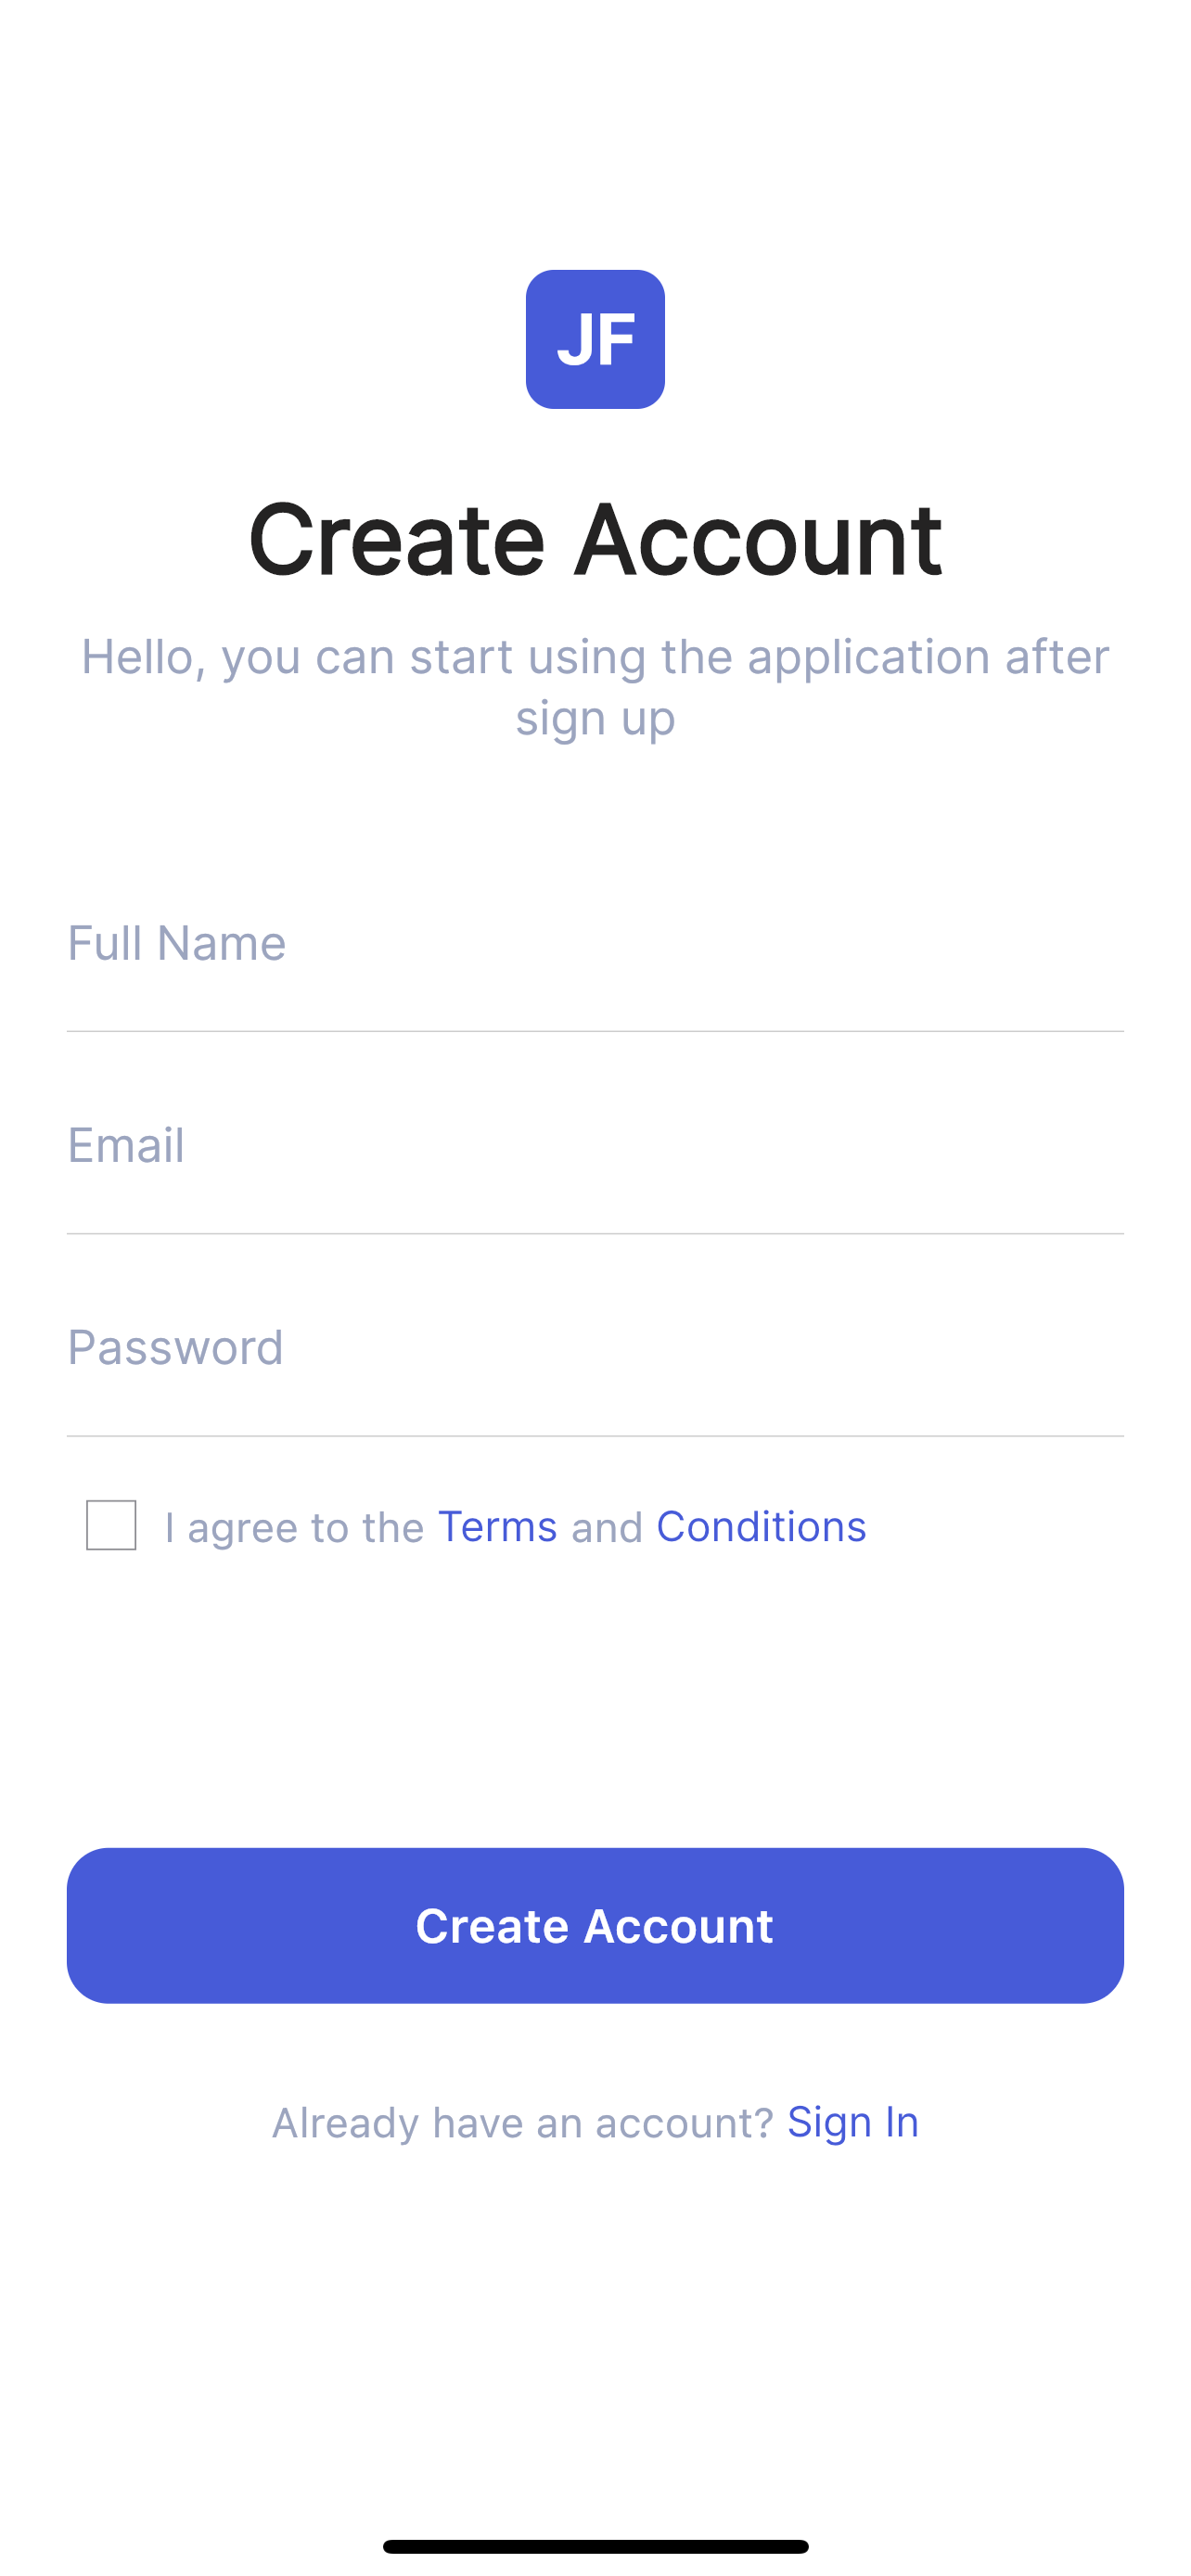 JF
Create Account
Hello, you can start using the application after
sign up
Full Name
Email
Password
I agree to the Terms and Conditions
Create Account
Already have an account? Sign In